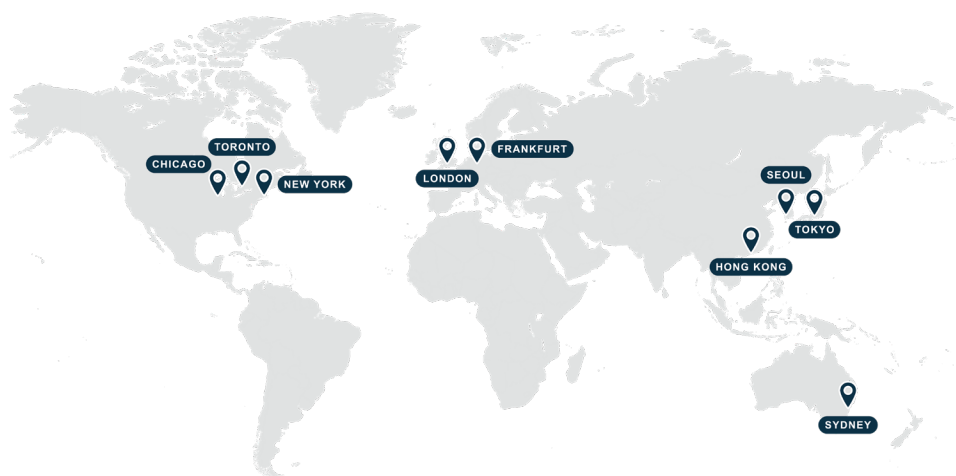 TORONTO
CHICAGO
NEW YORK
LONDON
FRANKFURT
SEOUL
TOKYO
HONG KONG
SYDNEY